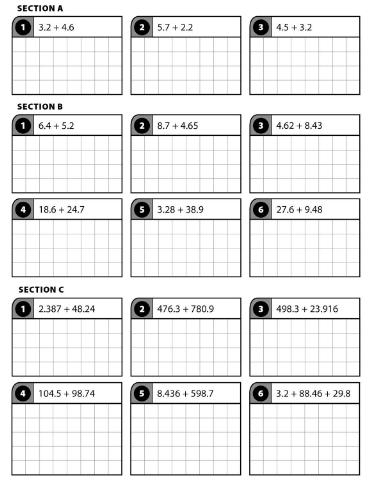 SECTION A
1 3.2 + 4.6
2 5.7 + 2.2
3 4.5 + 3.2
SECTION B
1 6.4 + 5.2
2 8.7 + 4.65
3 4.62 + 8.43
4 18.6 + 24.7
5 3.28 + 38.9
6 27.6 + 9.48
SECTION C
1 2.387 + 48.24
2 476.3 + 780.9
3 498.3 + 23.916
4 104.5 + 98.74
5 8.436 + 598.7
6 3.2 + 88.46 + 29.8